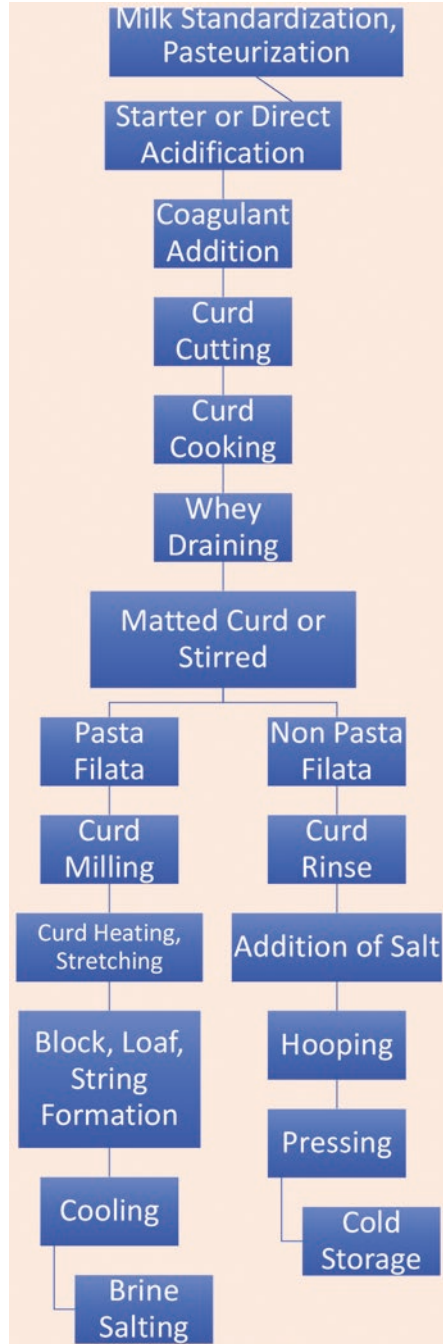 Milk Standardization,
Pasteurization
Starter or Direct
Acidification
Coagulant
Addition
Curd
Cutting
Curd
Cooking
Whey
Draining
Matted Curd or
Stirred
Pasta
Filata
Curd
Milling
Curd Heating,
Stretching
Block, Loaf,
String
Formation
Cooling
Brine
Salting
Non Pasta
Filata
Curd
Rinse
Addition of Salt
Hooping
Pressing
Cold
Storage